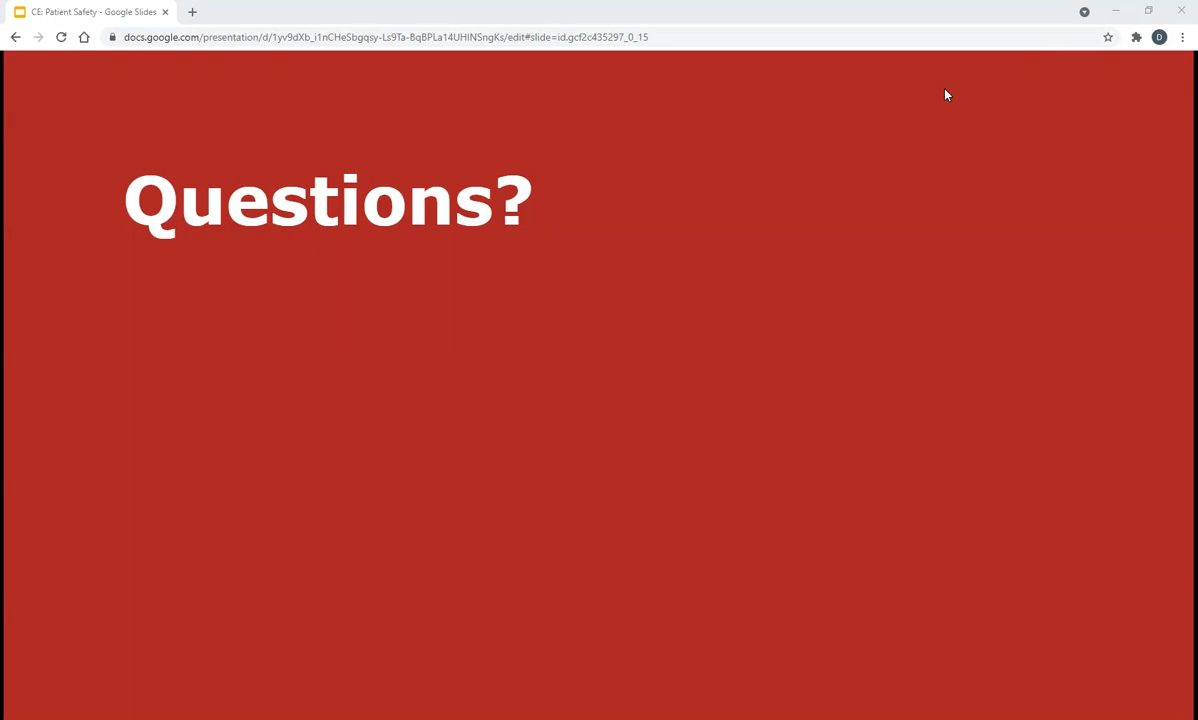 CE: Patient Safety - Google Slides
docs.google.com/presentation/d/1yv9dXb_i1nCHeSbgqsy-Ls9Ta-BqBPLa14UHINSngKs/edit#slide=id.gcf2c435297_0_15
D
Questions?